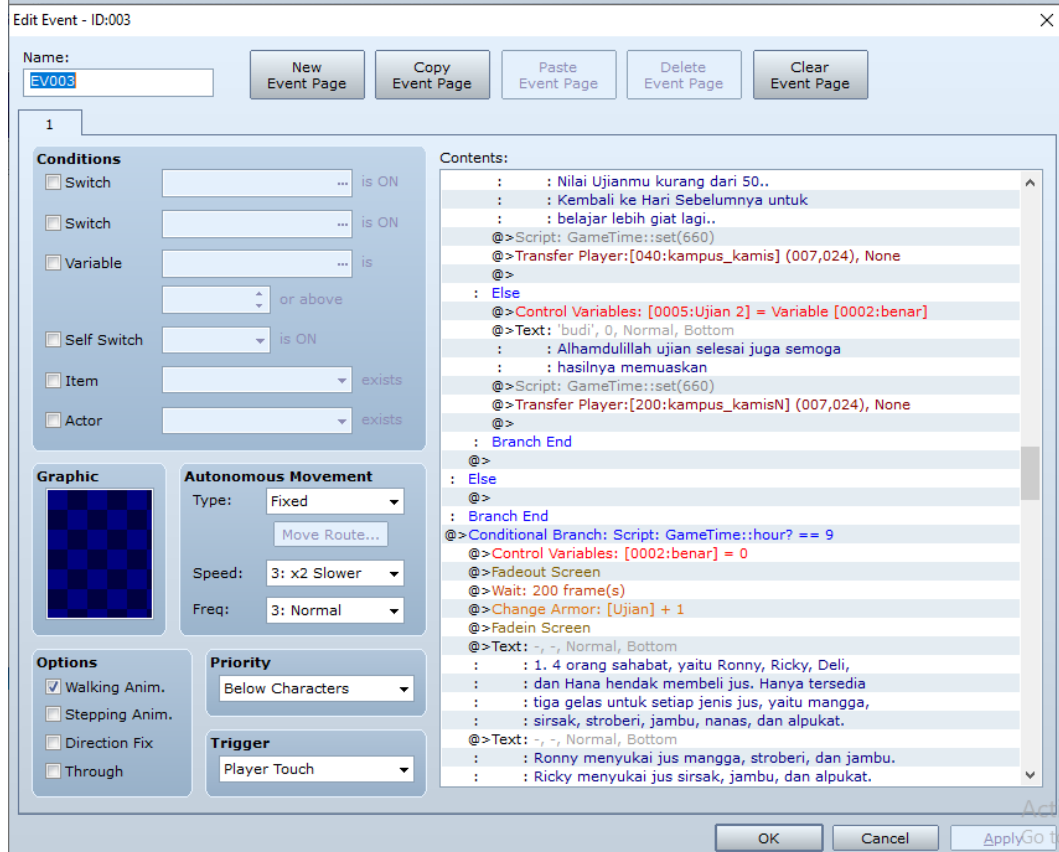 Edit Event - ID:003
Name:
EV003
New Event Page
Copy Event Page
Paste Event Page
Delete Event Page
Clear Event Page
1
Conditions
Switch ... is ON
Switch ... is ON
Variable ... is
or above
Self Switch is ON
Item exists
Actor exists
Graphic
Autonomous Movement
Type: Fixed
Move Route...
Speed: 3: x2 Slower
Freq: 3: Normal
Options
Walking Anim.
Stepping Anim.
Direction Fix
Through
Priority
Below Characters
Trigger
Player Touch
Contents:
: : Nilai Ujianmu kurang dari 50..
: : Kembali ke Hari Sebelumnya untuk
: : belajar lebih giat lagi..
@>Script: GameTime::set(660)
@>Transfer Player:[040:kampus_kamis] (007,024), None
@>
: Else
@>Control Variables: [0005:Ujian 2] = Variable [0002:benar]
@>Text: 'budi', 0, Normal, Bottom
: : Alhamdulillah ujian selesai juga semoga
: : hasilnya memuaskan
@>Script: GameTime::set(660)
@>Transfer Player:[200:kampus_kamisN] (007,024), None
@>
: Branch End
@>
: Else
@>
: Branch End
@>Conditional Branch: Script: GameTime::hour? == 9
@>Control Variables: [0002:benar] = 0
@>Fadeout Screen
@>Wait: 200 frame(s)
@>Change Armor: [Ujian] + 1
@>Fadein Screen
@>Text: -, -, Normal, Bottom
: : 1. 4 orang sahabat, yaitu Ronny, Ricky, Deli,
: : dan Hana hendak membeli jus. Hanya tersedia
: : tiga gelas untuk setiap jenis jus, yaitu mangga,
: : sirsak, stroberi, jambu, nanas, dan alpukat.
@>Text: -, -, Normal, Bottom
: : Ronny menyukai jus mangga, stroberi, dan jambu.
: : Ricky menyukai jus sirsak, jambu, dan alpukat.
Act
Go t
OK
Cancel
Apply